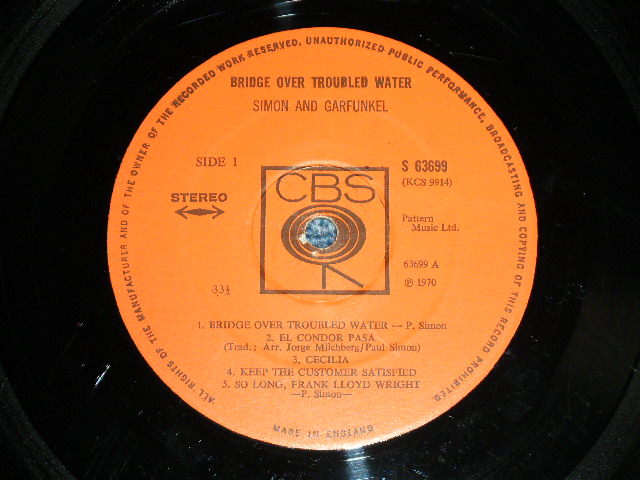 ALL RIGHTS OF THE MANUFACTURER AND OF THE OWNER OF THE RECORDED WORK RESERVED. UNAUTHORIZED PUBLIC PERFORMANCE, BROADCASTING AND COPYING OF THIS RECORD PROHIBITED.
BRIDGE OVER TROUBLED WATER
SIMON AND GARFUNKEL
SIDE 1
S 63699
(KCS 9914)
STEREO
CBS
Pattern
Music Ltd.
33⅓
63699 A
℗ 1970
1. BRIDGE OVER TROUBLED WATER — P. Simon
2. EL CONDOR PASA
(Trad.; Arr. Jorge Milchberg/Paul Simon)
3. CECILIA
4. KEEP THE CUSTOMER SATISFIED
5. SO LONG, FRANK LLOYD WRIGHT
—P. Simon—
MADE IN ENGLAND